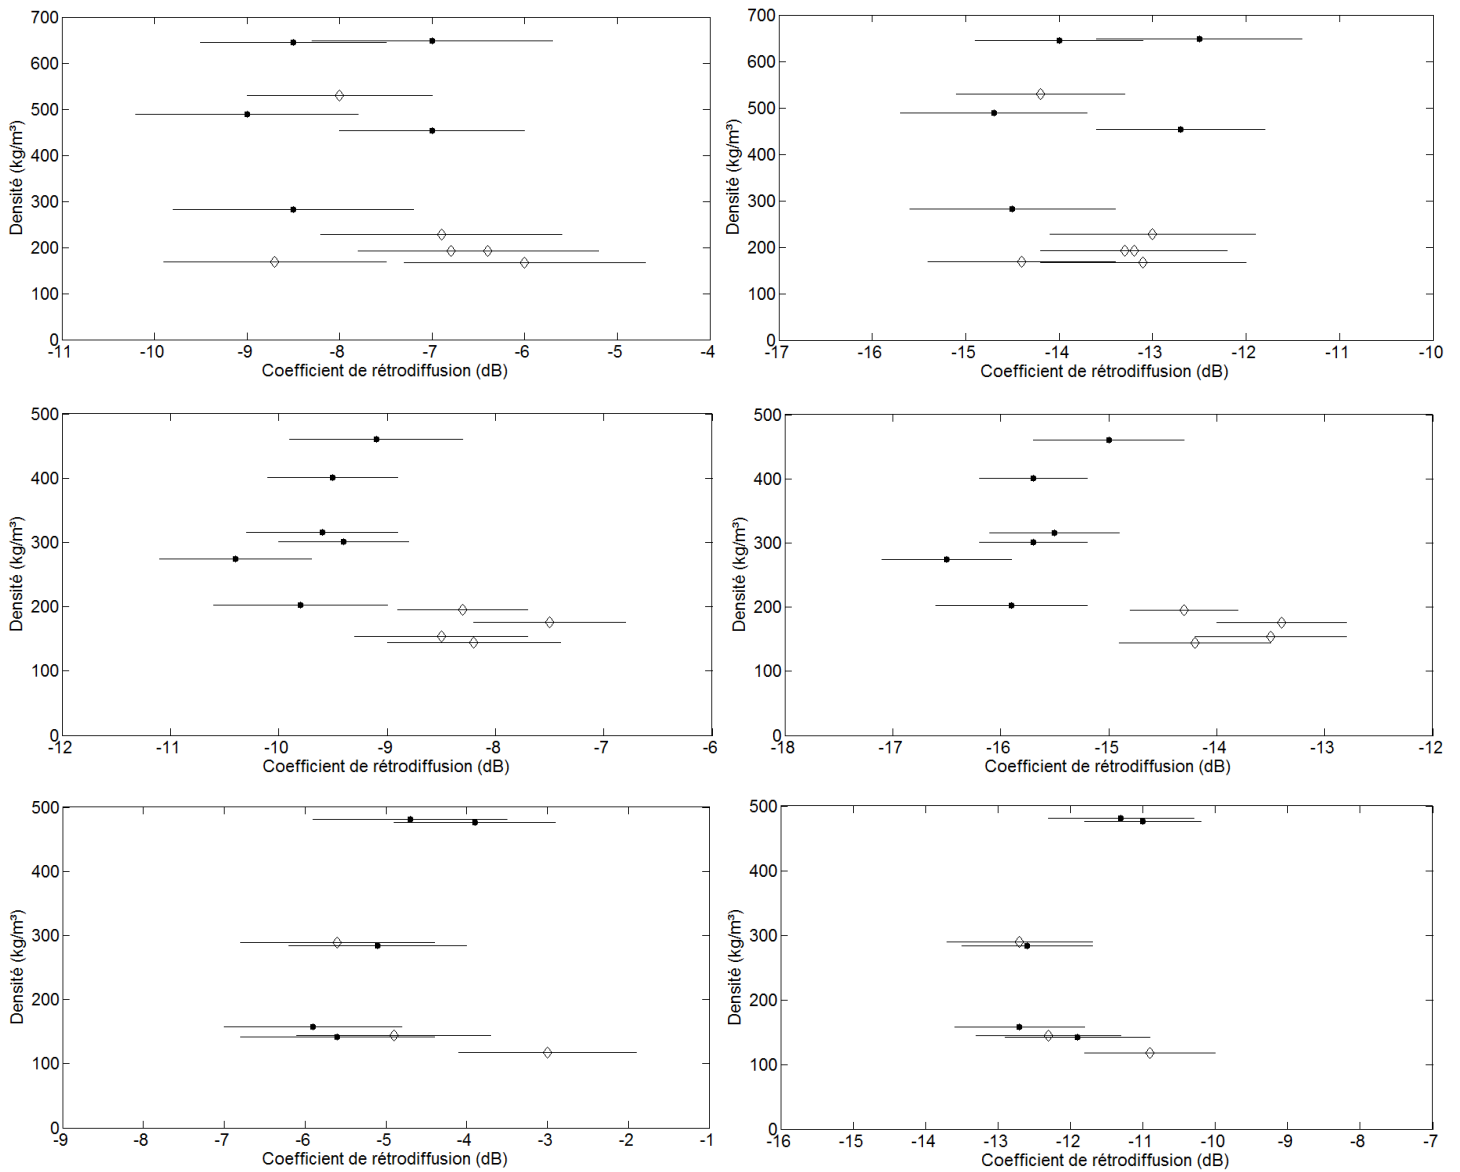 700
600
500
400
300
200
100
0
Densité (kg/m³)
-11 -10 -9 -8 -7 -6 -5 -4
Coefficient de rétrodiffusion (dB)
700
600
500
400
300
200
100
0
Densité (kg/m³)
-17 -16 -15 -14 -13 -12 -11 -10
Coefficient de rétrodiffusion (dB)
500
400
300
200
100
0
Densité (kg/m³)
-12 -11 -10 -9 -8 -7 -6
Coefficient de rétrodiffusion (dB)
500
400
300
200
100
0
Densité (kg/m³)
-18 -17 -16 -15 -14 -13 -12
Coefficient de rétrodiffusion (dB)
500
400
300
200
100
0
Densité (kg/m³)
-9 -8 -7 -6 -5 -4 -3 -2 -1
Coefficient de rétrodiffusion (dB)
500
400
300
200
100
0
Densité (kg/m³)
-16 -15 -14 -13 -12 -11 -10 -9 -8 -7
Coefficient de rétrodiffusion (dB)